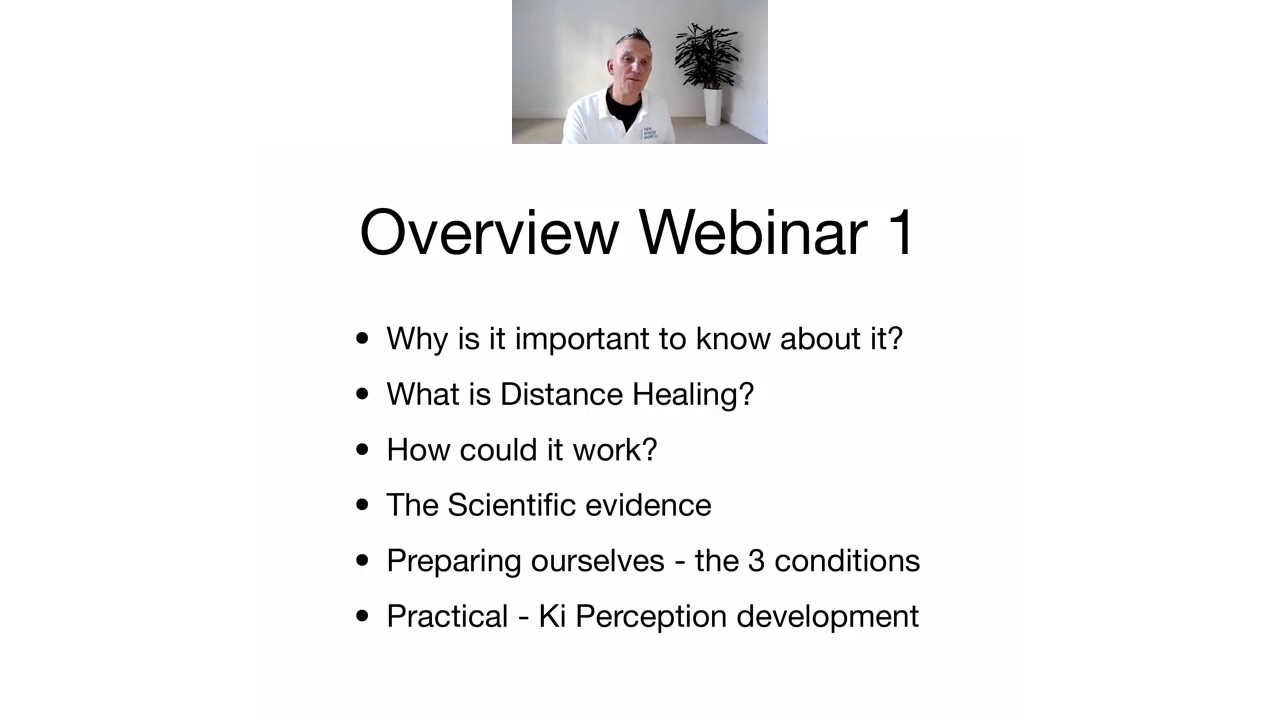 Overview Webinar 1
• Why is it important to know about it?
• What is Distance Healing?
• How could it work?
• The Scientific evidence
• Preparing ourselves - the 3 conditions
• Practical - Ki Perception development